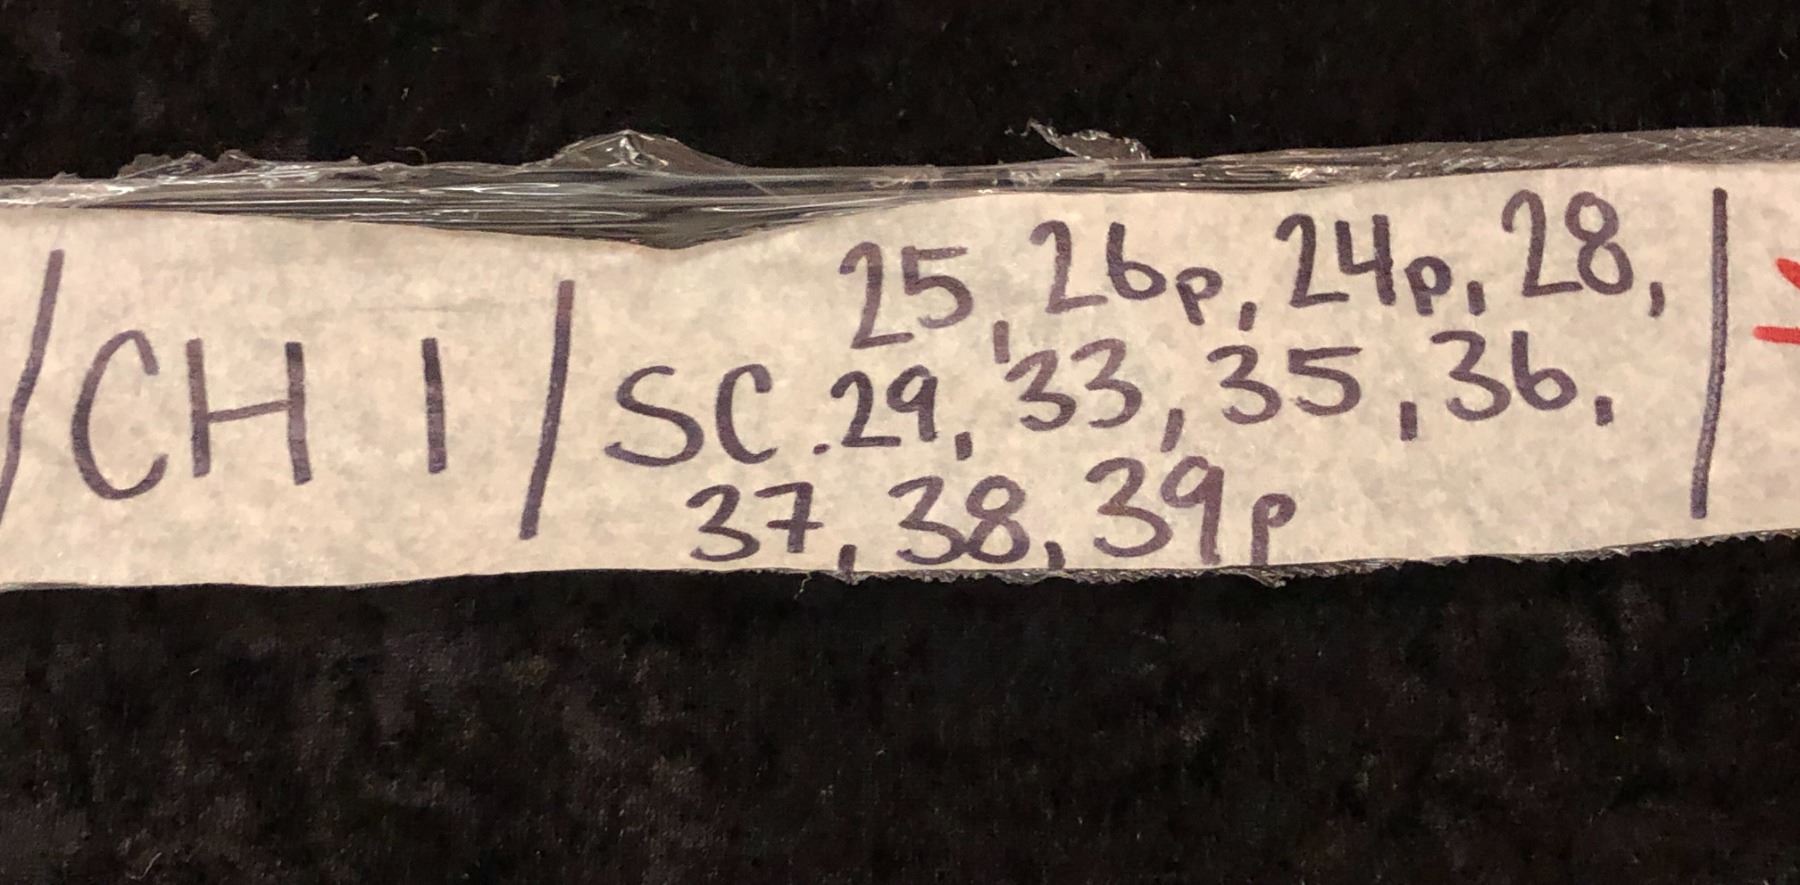 25, 26p, 24p, 28,
/ CH 1 / SC. 29, 33, 35, 36, |
37, 38, 39p